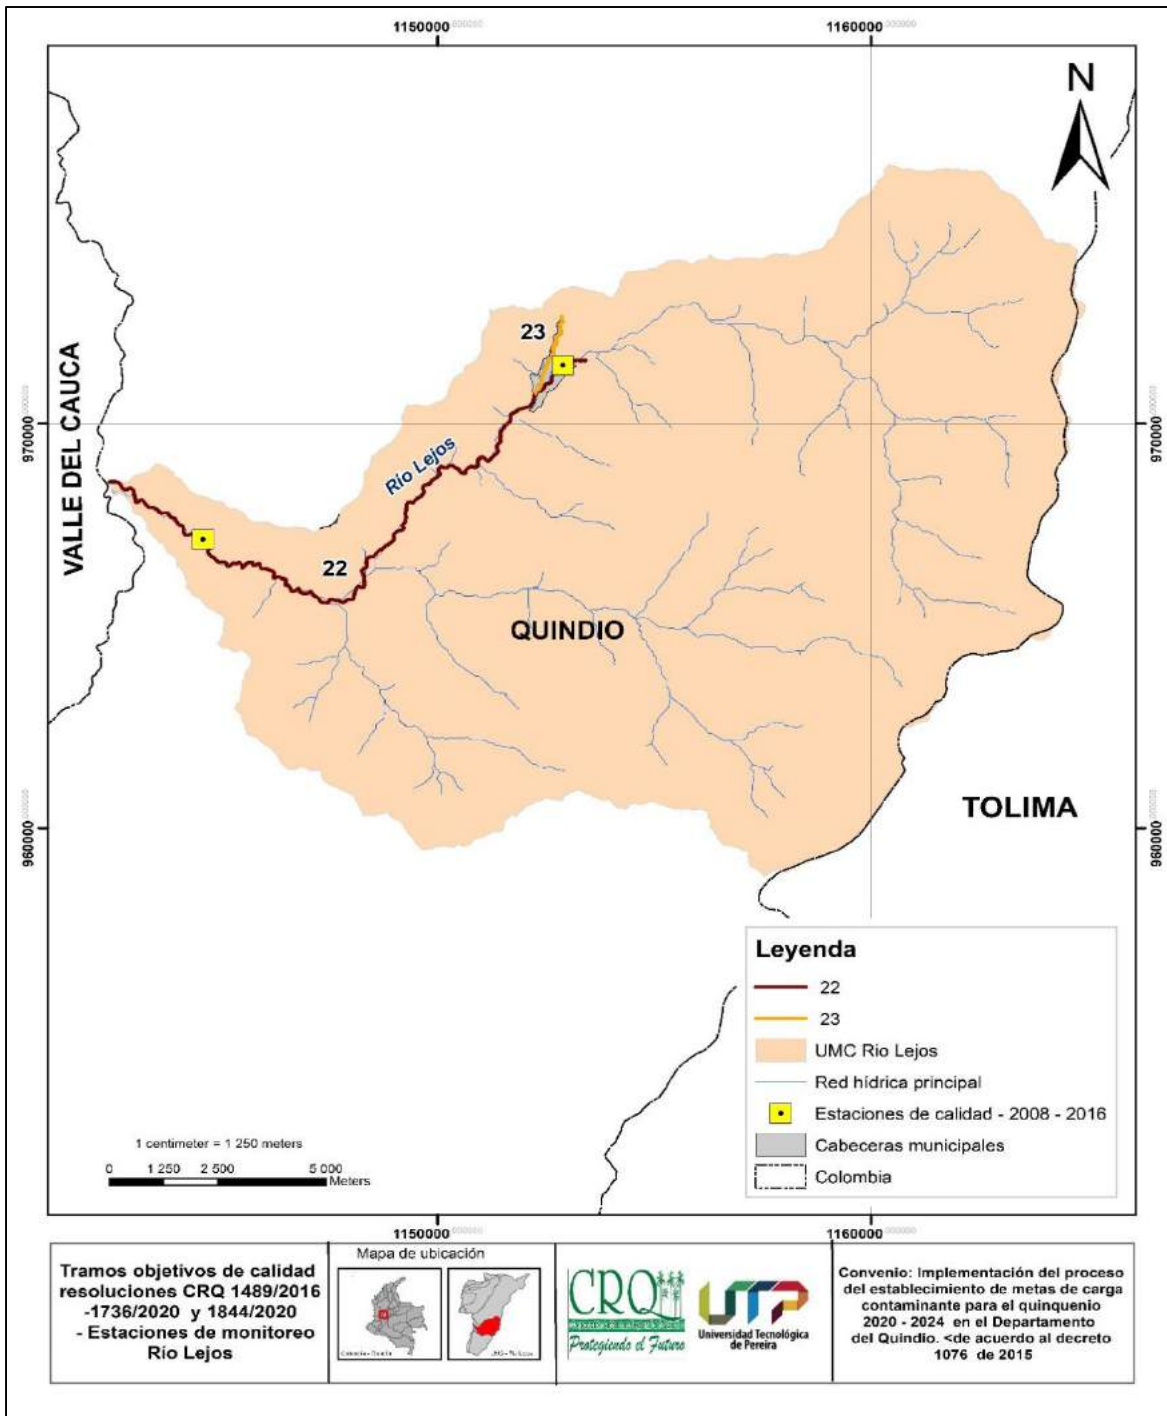 1150000
1160000
N
23
VALLE DEL CAUCA
970000
970000
Río Lejos
22
QUINDIO
TOLIMA
960000
960000
Leyenda
22
23
UMC Rio Lejos
Red hídrica principal
Estaciones de calidad - 2008 - 2016
Cabeceras municipales
Colombia
1 centimeter = 1 250 meters
0 1 250 2 500 5 000
Meters
1150000
1160000
Tramos objetivos de calidad
resoluciones CRQ 1489/2016
-1736/2020 y 1844/2020
- Estaciones de monitoreo
Río Lejos
Mapa de ubicación
CRQ
Protegiendo el Futuro
UTP
Universidad Tecnológica
de Pereira
Convenio: Implementación del proceso
del establecimiento de metas de carga
contaminante para el quinquenio
2020 - 2024 en el Departamento
del Quindio. <de acuerdo al decreto
1076 de 2015